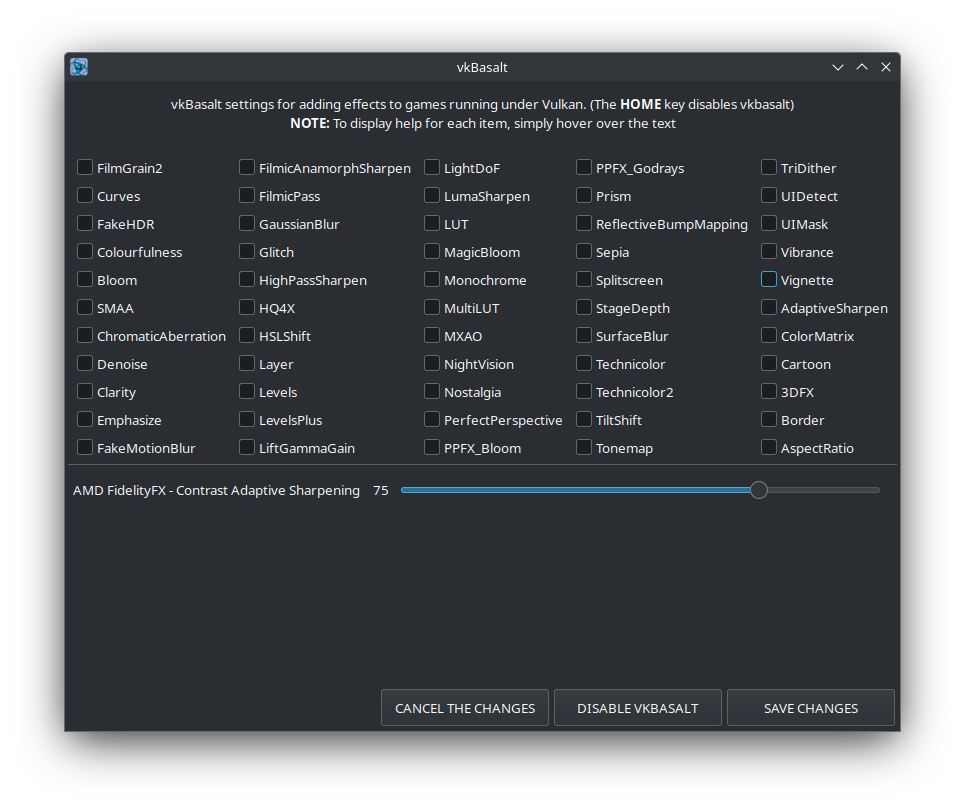 vkBasalt
vkBasalt settings for adding effects to games running under Vulkan. (The HOME key disables vkbasalt)
NOTE: To display help for each item, simply hover over the text
FilmGrain2 FilmicAnamorphSharpen LightDoF PPFX_Godrays TriDither
Curves FilmicPass LumaSharpen Prism UIDetect
FakeHDR GaussianBlur LUT ReflectiveBumpMapping UIMask
Colourfulness Glitch MagicBloom Sepia Vibrance
Bloom HighPassSharpen Monochrome Splitscreen Vignette
SMAA HQ4X MultiLUT StageDepth AdaptiveSharpen
ChromaticAberration HSLShift MXAO SurfaceBlur ColorMatrix
Denoise Layer NightVision Technicolor Cartoon
Clarity Levels Nostalgia Technicolor2 3DFX
Emphasize LevelsPlus PerfectPerspective TiltShift Border
FakeMotionBlur LiftGammaGain PPFX_Bloom Tonemap AspectRatio
AMD FidelityFX - Contrast Adaptive Sharpening 75
CANCEL THE CHANGES DISABLE VKBASALT SAVE CHANGES